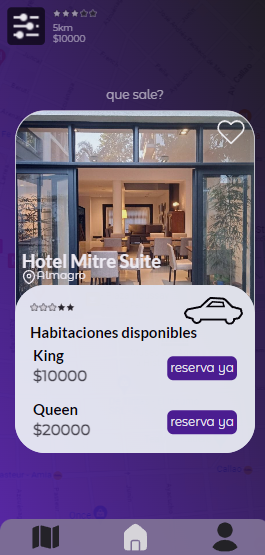 5km
$10000
que sale?
Hotel Mitre Suite
Almagro
Habitaciones disponibles
King
$10000
reserva ya
Queen
$20000
reserva ya